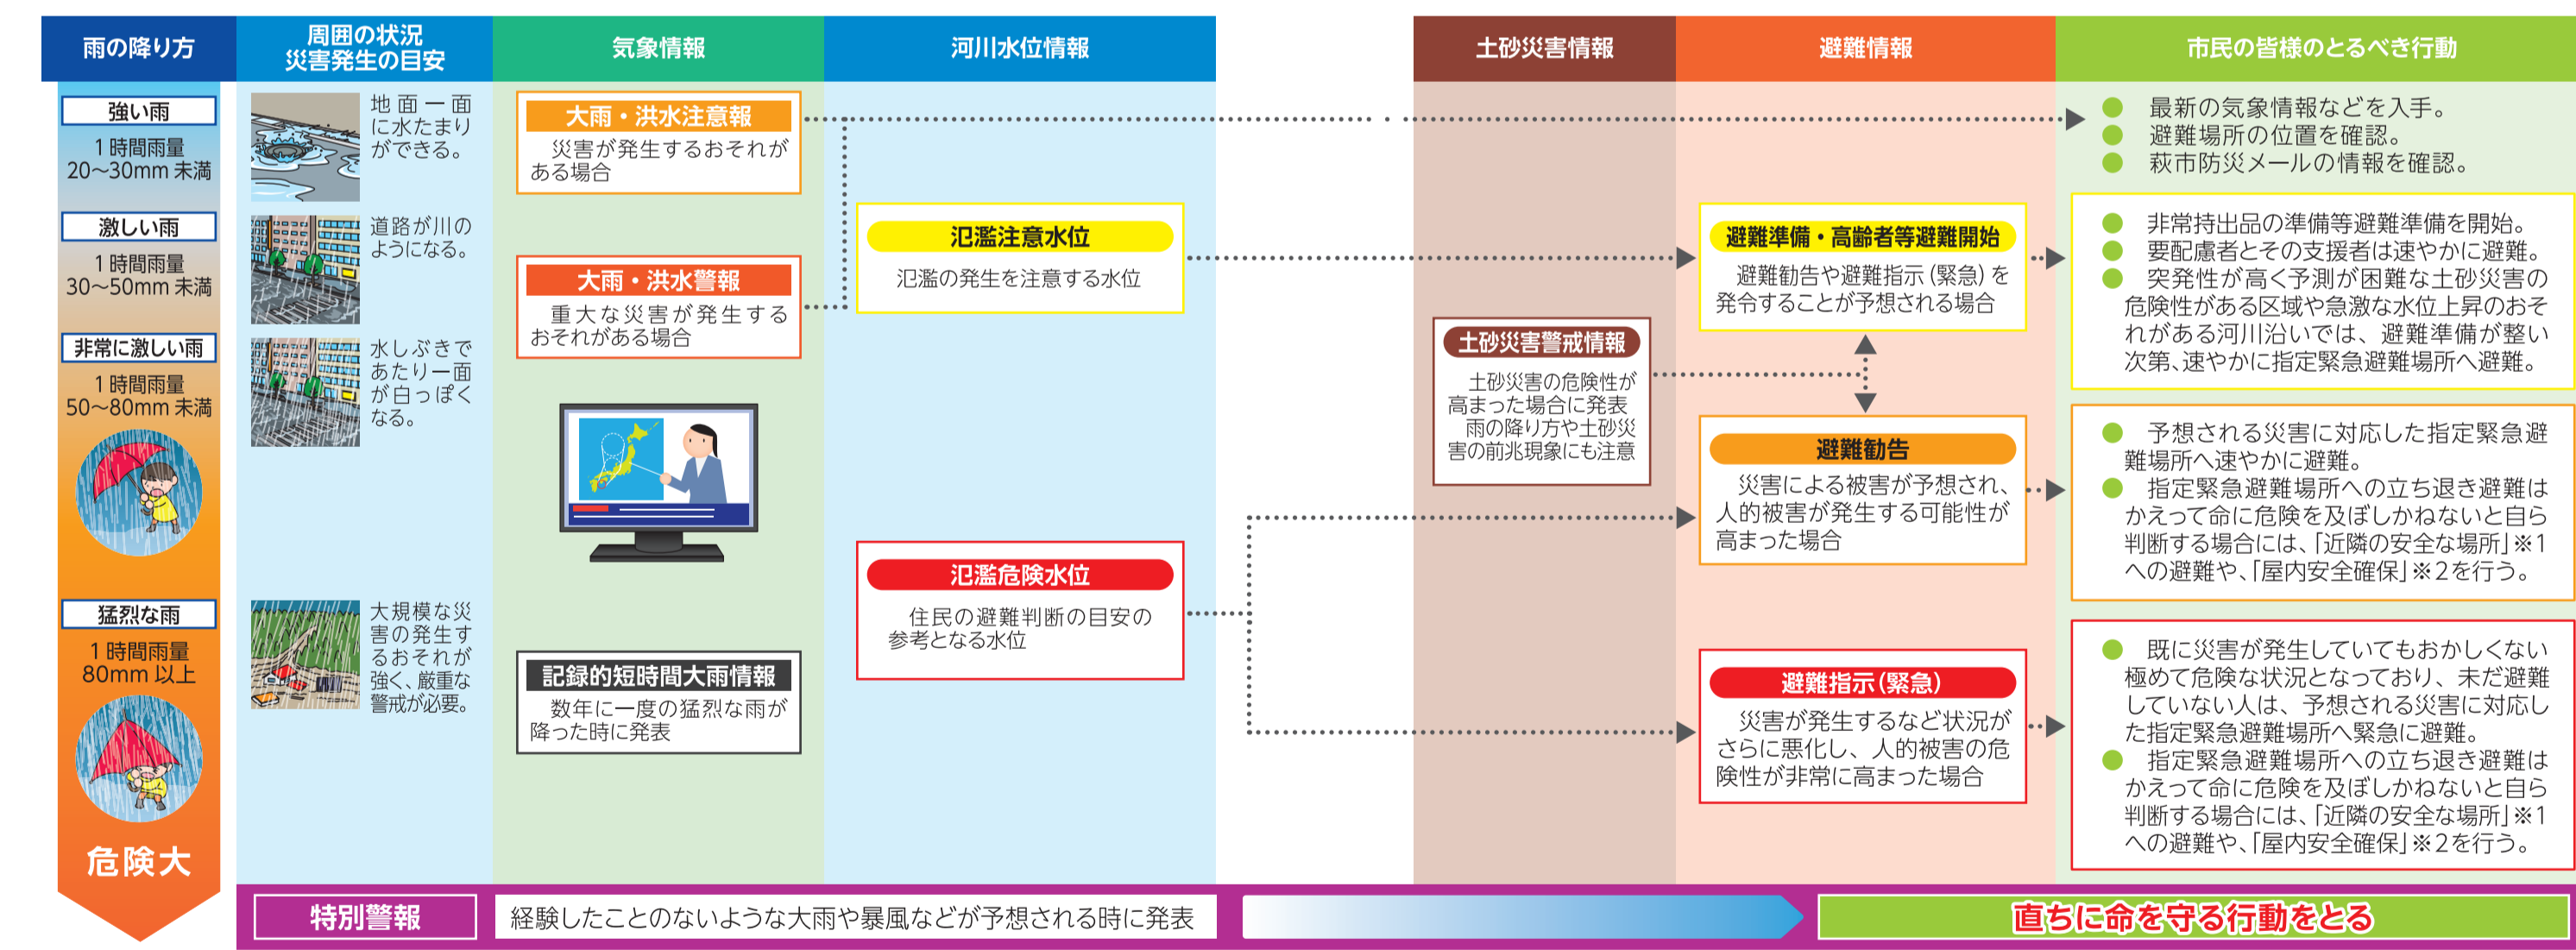 雨の降り方
周囲の状況
災害発生の目安
気象情報
河川水位情報
土砂災害情報
避難情報
市民の皆様のとるべき行動
強い雨
1時間雨量
20〜30mm 未満
激しい雨
1時間雨量
30〜50mm 未満
非常に激しい雨
1時間雨量
50〜80mm 未満
猛烈な雨
1時間雨量
80mm 以上
危険大
地面一面
に水たまり
ができる。
道路が川の
ようになる。
水しぶきで
あたり一面
が白っぽく
なる。
大規模な災
害の発生す
るおそれが
強く、厳重な
警戒が必要。
大雨・洪水注意報
災害が発生するおそれが
ある場合
大雨・洪水警報
重大な災害が発生する
おそれがある場合
記録的短時間大雨情報
数年に一度の猛烈な雨が
降った時に発表
氾濫注意水位
氾濫の発生を注意する水位
氾濫危険水位
住民の避難判断の目安の
参考となる水位
土砂災害警戒情報
土砂災害の危険性が
高まった場合に発表
雨の降り方や土砂災
害の前兆現象にも注意
避難準備・高齢者等避難開始
避難勧告や避難指示(緊急)を
発令することが予想される場合
避難勧告
災害による被害が予想され、
人的被害が発生する可能性が
高まった場合
避難指示(緊急)
災害が発生するなど状況が
さらに悪化し、人的被害の危
険性が非常に高まった場合
● 最新の気象情報などを入手。
● 避難場所の位置を確認。
● 萩市防災メールの情報を確認。
● 非常持出品の準備等避難準備を開始。
● 要配慮者とその支援者は速やかに避難。
● 突発性が高く予測が困難な土砂災害の
危険性がある区域や急激な水位上昇のおそ
れがある河川沿いでは、避難準備が整い
次第、速やかに指定緊急避難場所へ避難。
● 予想される災害に対応した指定緊急避
難場所へ速やかに避難。
● 指定緊急避難場所への立ち退き避難は
かえって命に危険を及ぼしかねないと自ら
判断する場合には、「近隣の安全な場所」※1
への避難や、「屋内安全確保」※2を行う。
● 既に災害が発生していてもおかしくない
極めて危険な状況となっており、未だ避難
していない人は、予想される災害に対応し
た指定緊急避難場所へ緊急に避難。
● 指定緊急避難場所への立ち退き避難は
かえって命に危険を及ぼしかねないと自ら
判断する場合には、「近隣の安全な場所」※1
への避難や、「屋内安全確保」※2を行う。
特別警報
経験したことのないような大雨や暴風などが予想される時に発表
直ちに命を守る行動をとる